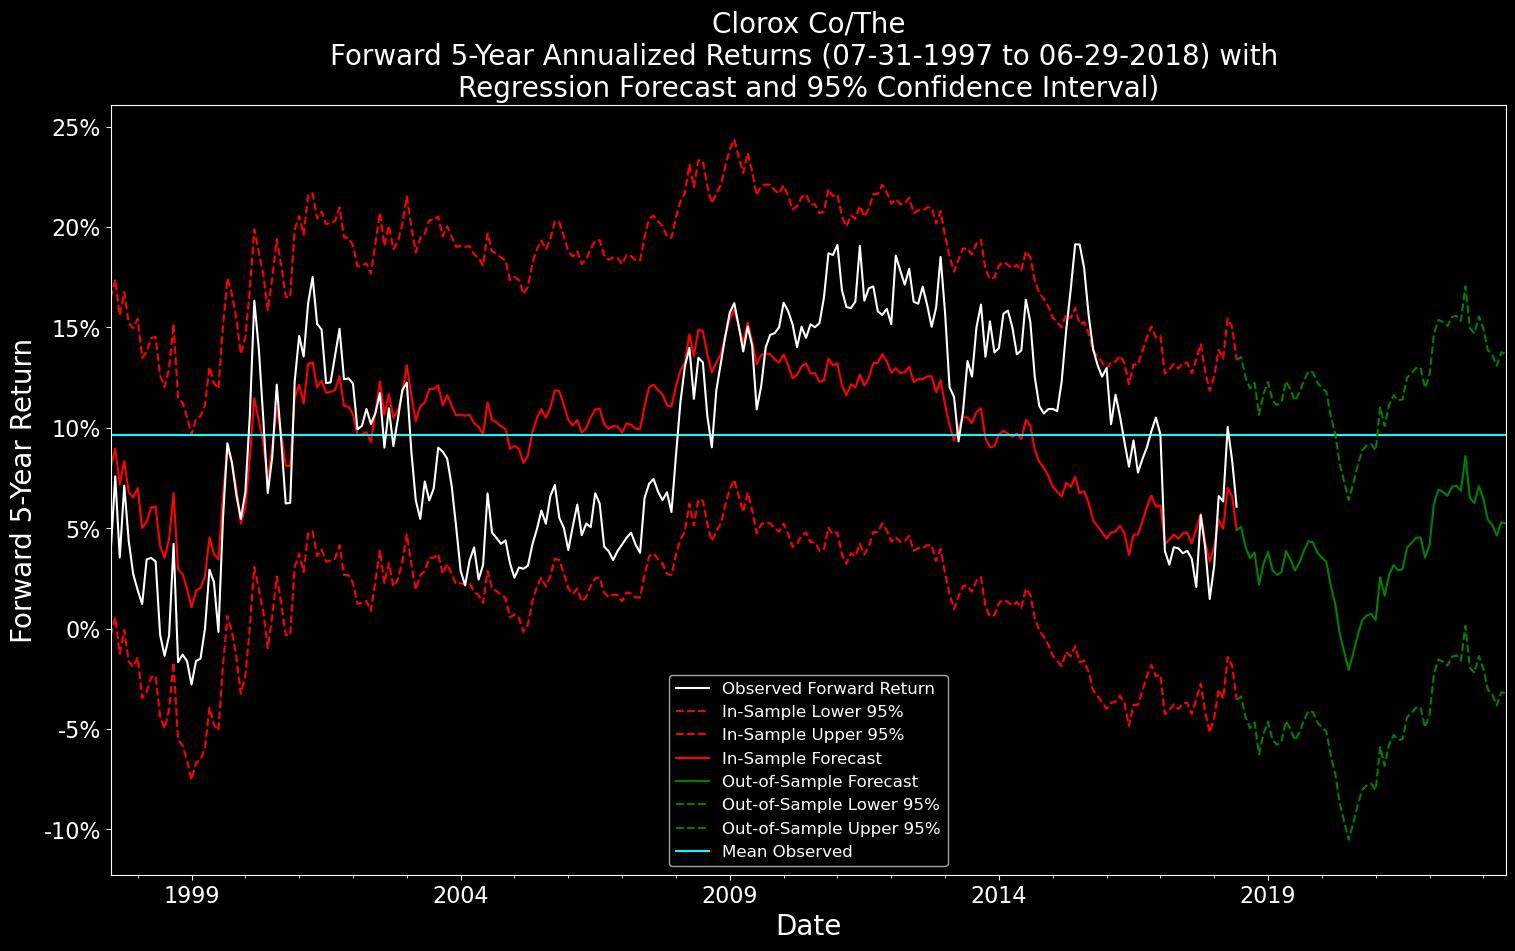 Clorox Co/The
Forward 5-Year Annualized Returns (07-31-1997 to 06-29-2018) with
Regression Forecast and 95% Confidence Interval)
Forward 5-Year Return
25%
20%
15%
10%
5%
0%
-5%
-10%
Observed Forward Return
In-Sample Lower 95%
In-Sample Upper 95%
In-Sample Forecast
Out-of-Sample Forecast
Out-of-Sample Lower 95%
Out-of-Sample Upper 95%
Mean Observed
1999 2004 2009 2014 2019
Date